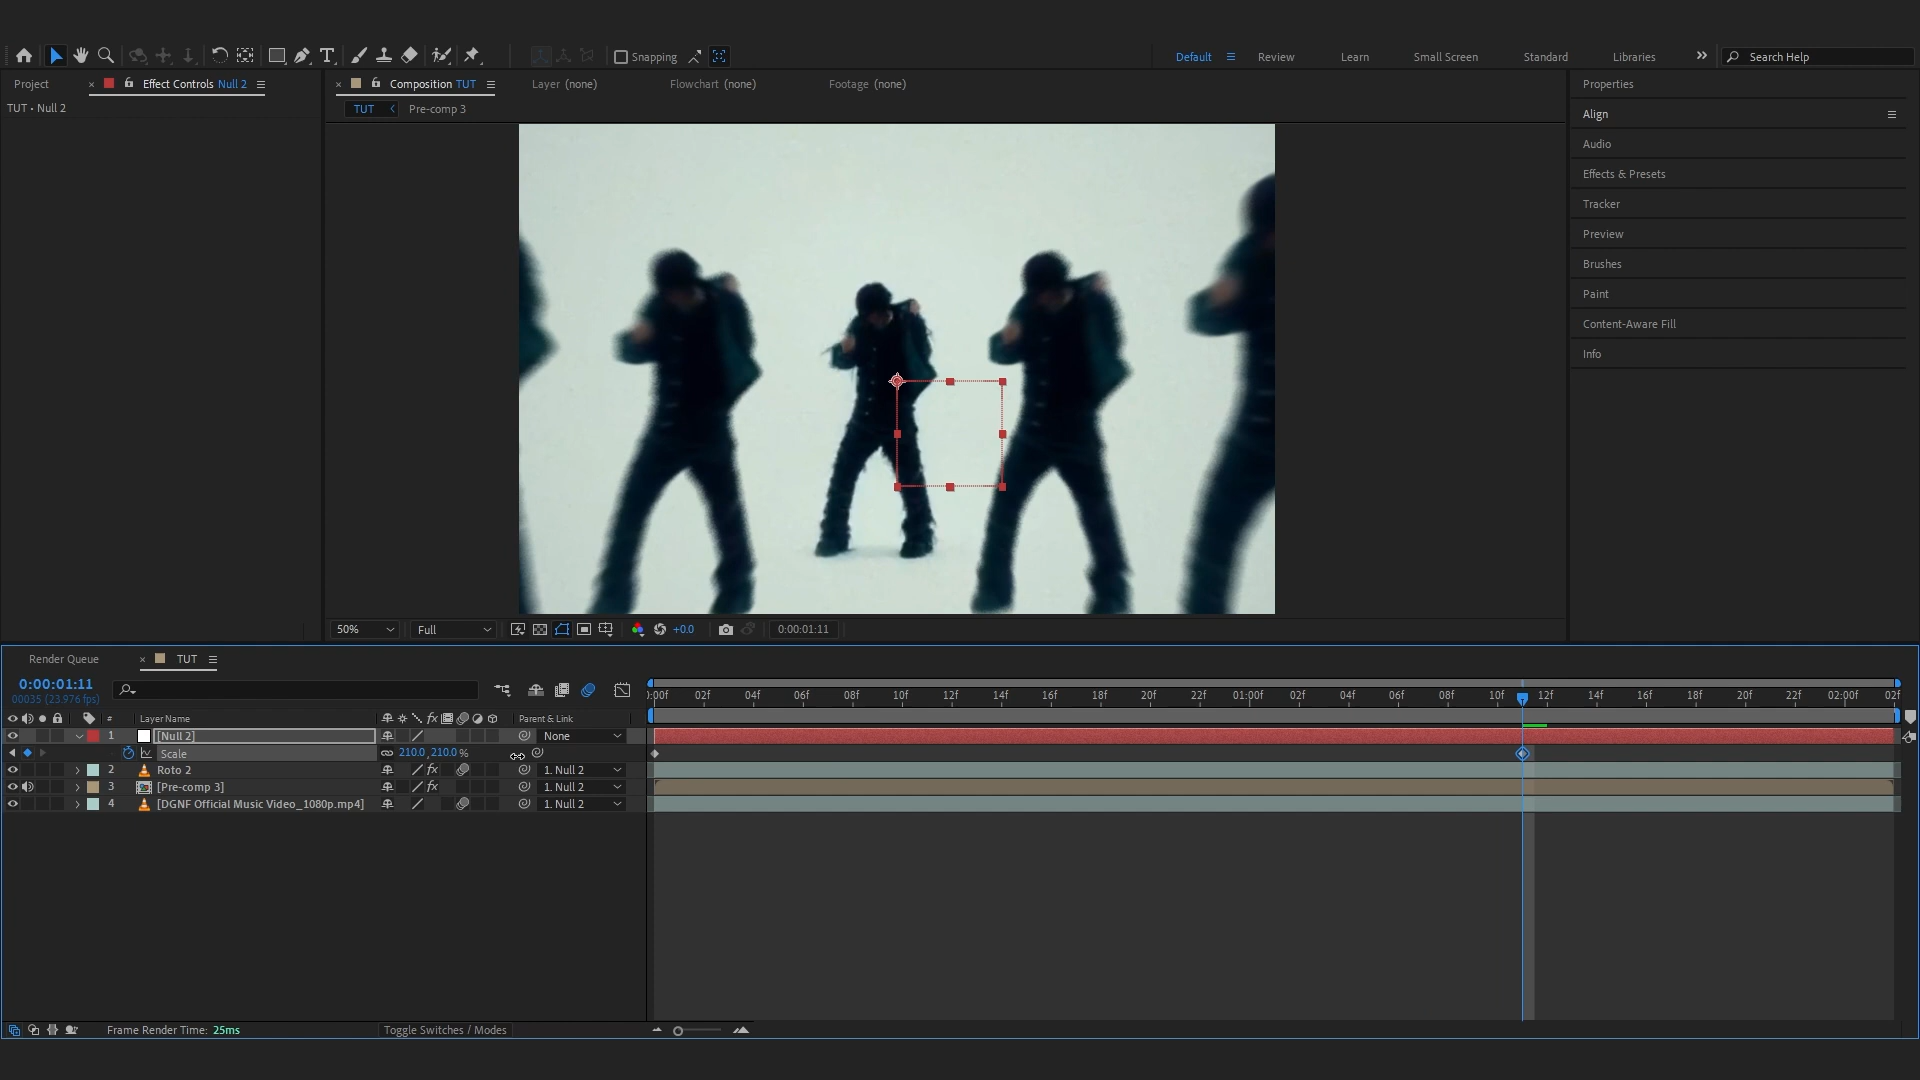 Snapping
Default
Review
Learn
Small Screen
Standard
Libraries
Search Help
Project
Effect Controls Null 2
Composition TUT
Layer (none)
Flowchart (none)
Footage (none)
Properties
TUT • Null 2
TUT
Pre-comp 3
Align
Audio
Effects & Presets
Tracker
Preview
Brushes
Paint
Content-Aware Fill
Info
50%
Full
+0.0
0:00:01:11
Render Queue
TUT
0:00:01:11
00035 (23.976 fps)
):00f 02f 04f 06f 08f 10f 12f 14f 16f 18f 20f 22f 01:00f 02f 04f 06f 08f 10f 12f 14f 16f 18f 20f 22f 02:00f 02f
# Layer Name fx Parent & Link
1 [Null 2] None
Scale 210.0, 210.0 %
2 Roto 2 fx 1. Null 2
3 [Pre-comp 3] fx 1. Null 2
4 [DGNF Official Music Video_1080p.mp4] 1. Null 2
Frame Render Time: 25ms
Toggle Switches / Modes